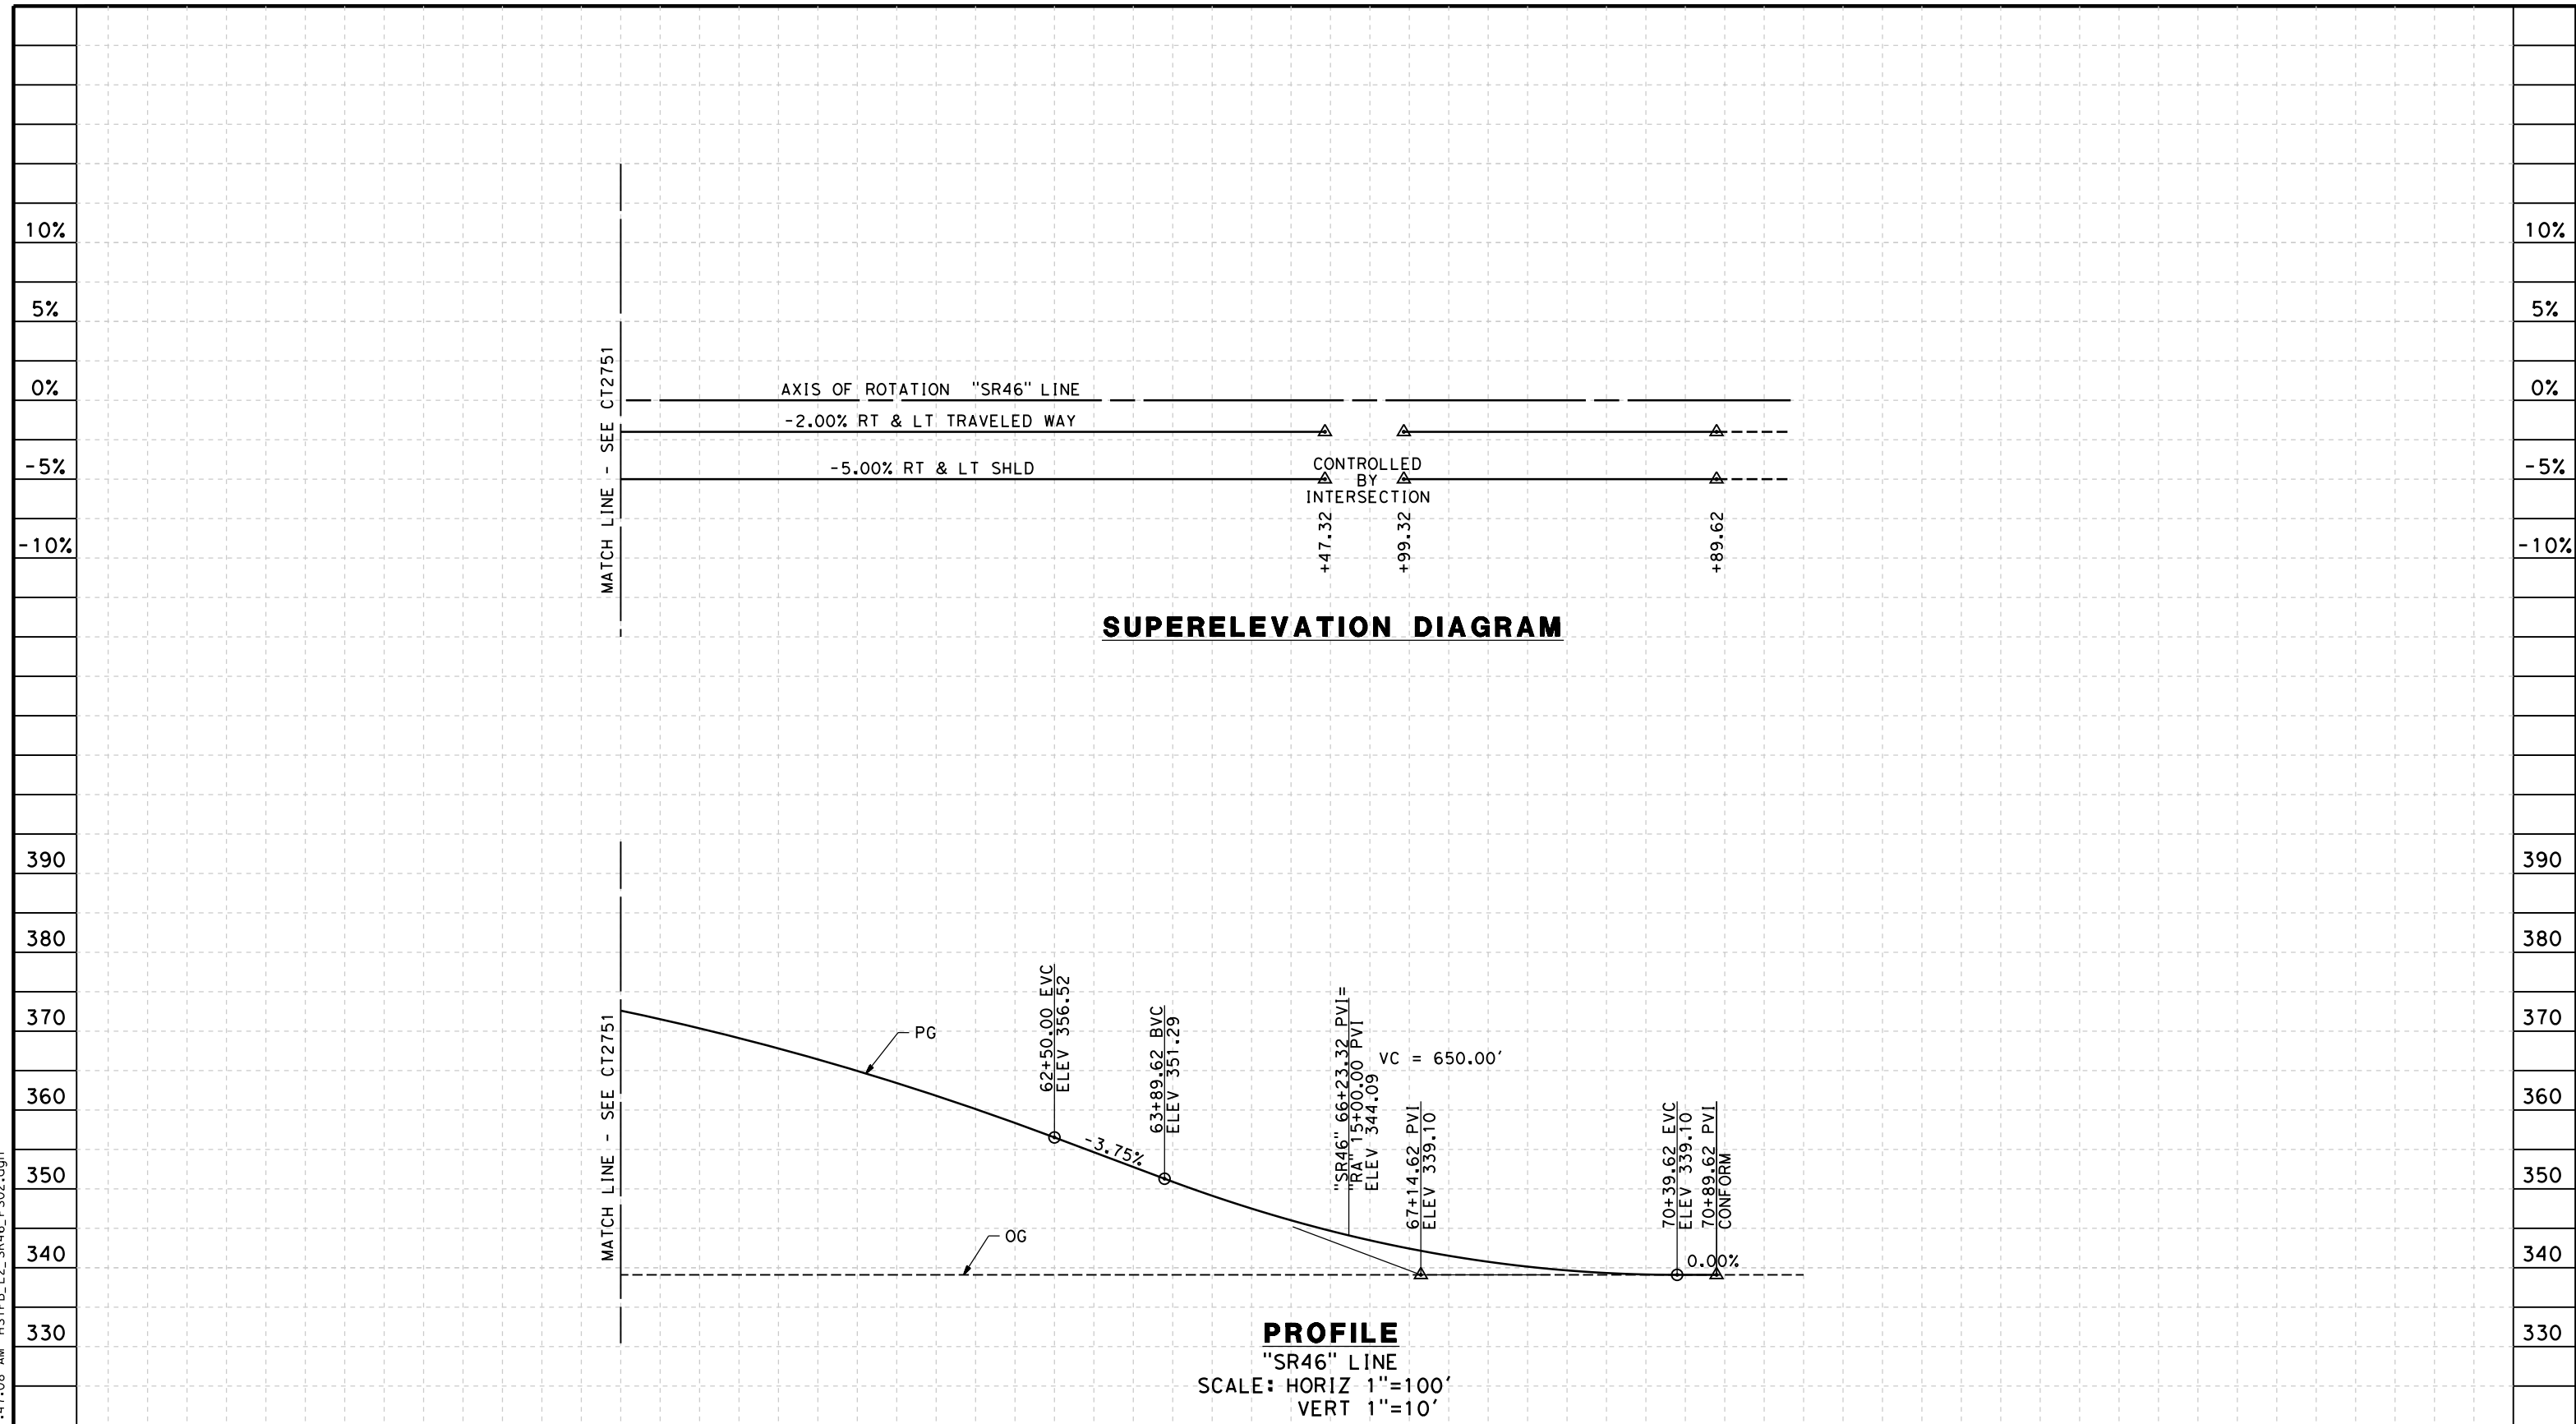 10%
5%
0%
-5%
-10%
390
380
370
360
350
340
330
MATCH LINE - SEE CT2751
AXIS OF ROTATION "SR46" LINE
-2.00% RT & LT TRAVELED WAY
-5.00% RT & LT SHLD
CONTROLLED
BY
INTERSECTION
+47.32
+99.32
+89.62
SUPERELEVATION DIAGRAM
MATCH LINE - SEE CT2751
PG
OG
62+50.00 EVC
ELEV 356.52
-3.75%
63+89.62 BVC
ELEV 351.29
"SR46" 66+23.32 PVI=
"RA" 15+00.00 PVI
ELEV 344.09
VC = 650.00'
67+14.62 PVI
ELEV 339.10
70+39.62 EVC
ELEV 339.10
70+89.62 PVI
CONFORM
0.00%
PROFILE
"SR46" LINE
SCALE: HORIZ 1"=100'
VERT 1"=10'
10%
5%
0%
-5%
-10%
390
380
370
360
350
340
330